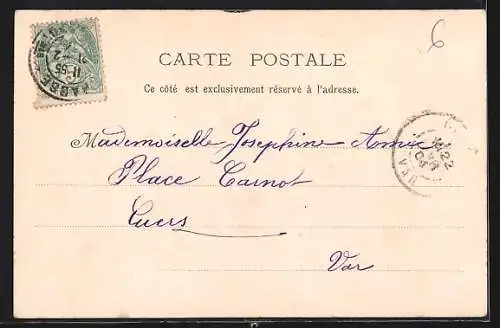 6
CARTE POSTALE
Ce côté est exclusivement réservé à l'adresse.
Mademoiselle Josephine
Place Carnot
Cuers
Var